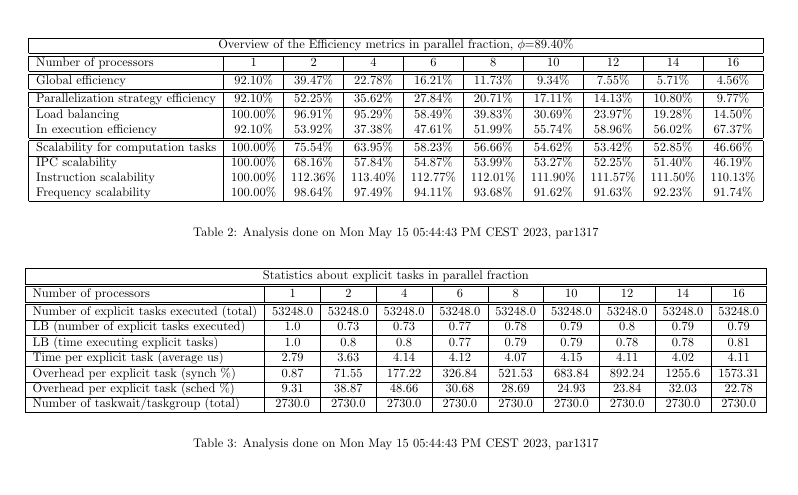 Overview of the Efficiency metrics in parallel fraction, ϕ=89.40%
Number of processors 1 2 4 6 8 10 12 14 16
Global efficiency 92.10% 39.47% 22.78% 16.21% 11.73% 9.34% 7.55% 5.71% 4.56%
Parallelization strategy efficiency 92.10% 52.25% 35.62% 27.84% 20.71% 17.11% 14.13% 10.80% 9.77%
Load balancing 100.00% 96.91% 95.29% 58.49% 39.83% 30.69% 23.97% 19.28% 14.50%
In execution efficiency 92.10% 53.92% 37.38% 47.61% 51.99% 55.74% 58.96% 56.02% 67.37%
Scalability for computation tasks 100.00% 75.54% 63.95% 58.23% 56.66% 54.62% 53.42% 52.85% 46.66%
IPC scalability 100.00% 68.16% 57.84% 54.87% 53.99% 53.27% 52.25% 51.40% 46.19%
Instruction scalability 100.00% 112.36% 113.40% 112.77% 112.01% 111.90% 111.57% 111.50% 110.13%
Frequency scalability 100.00% 98.64% 97.49% 94.11% 93.68% 91.62% 91.63% 92.23% 91.74%
Table 2: Analysis done on Mon May 15 05:44:43 PM CEST 2023, par1317
Statistics about explicit tasks in parallel fraction
Number of processors 1 2 4 6 8 10 12 14 16
Number of explicit tasks executed (total) 53248.0 53248.0 53248.0 53248.0 53248.0 53248.0 53248.0 53248.0 53248.0
LB (number of explicit tasks executed) 1.0 0.73 0.73 0.77 0.78 0.79 0.8 0.79 0.79
LB (time executing explicit tasks) 1.0 0.8 0.8 0.77 0.79 0.79 0.78 0.78 0.81
Time per explicit task (average us) 2.79 3.63 4.14 4.12 4.07 4.15 4.11 4.02 4.11
Overhead per explicit task (synch %) 0.87 71.55 177.22 326.84 521.53 683.84 892.24 1255.6 1573.31
Overhead per explicit task (sched %) 9.31 38.87 48.66 30.68 28.69 24.93 23.84 32.03 22.78
Number of taskwait/taskgroup (total) 2730.0 2730.0 2730.0 2730.0 2730.0 2730.0 2730.0 2730.0 2730.0
Table 3: Analysis done on Mon May 15 05:44:43 PM CEST 2023, par1317